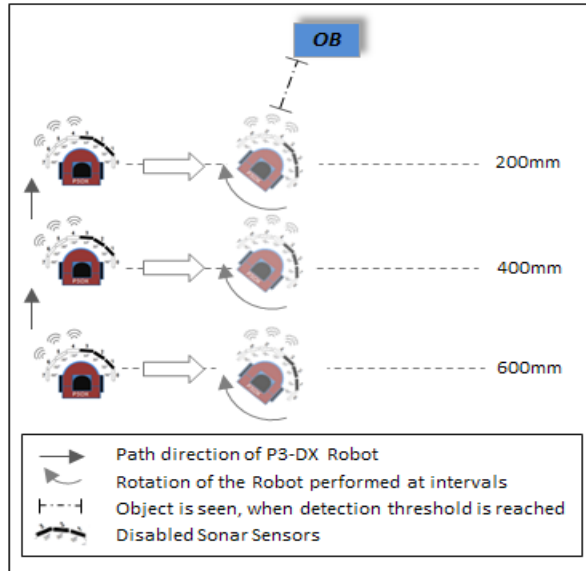 OB
200mm
400mm
600mm
Path direction of P3-DX Robot
Rotation of the Robot performed at intervals
Object is seen, when detection threshold is reached
Disabled Sonar Sensors